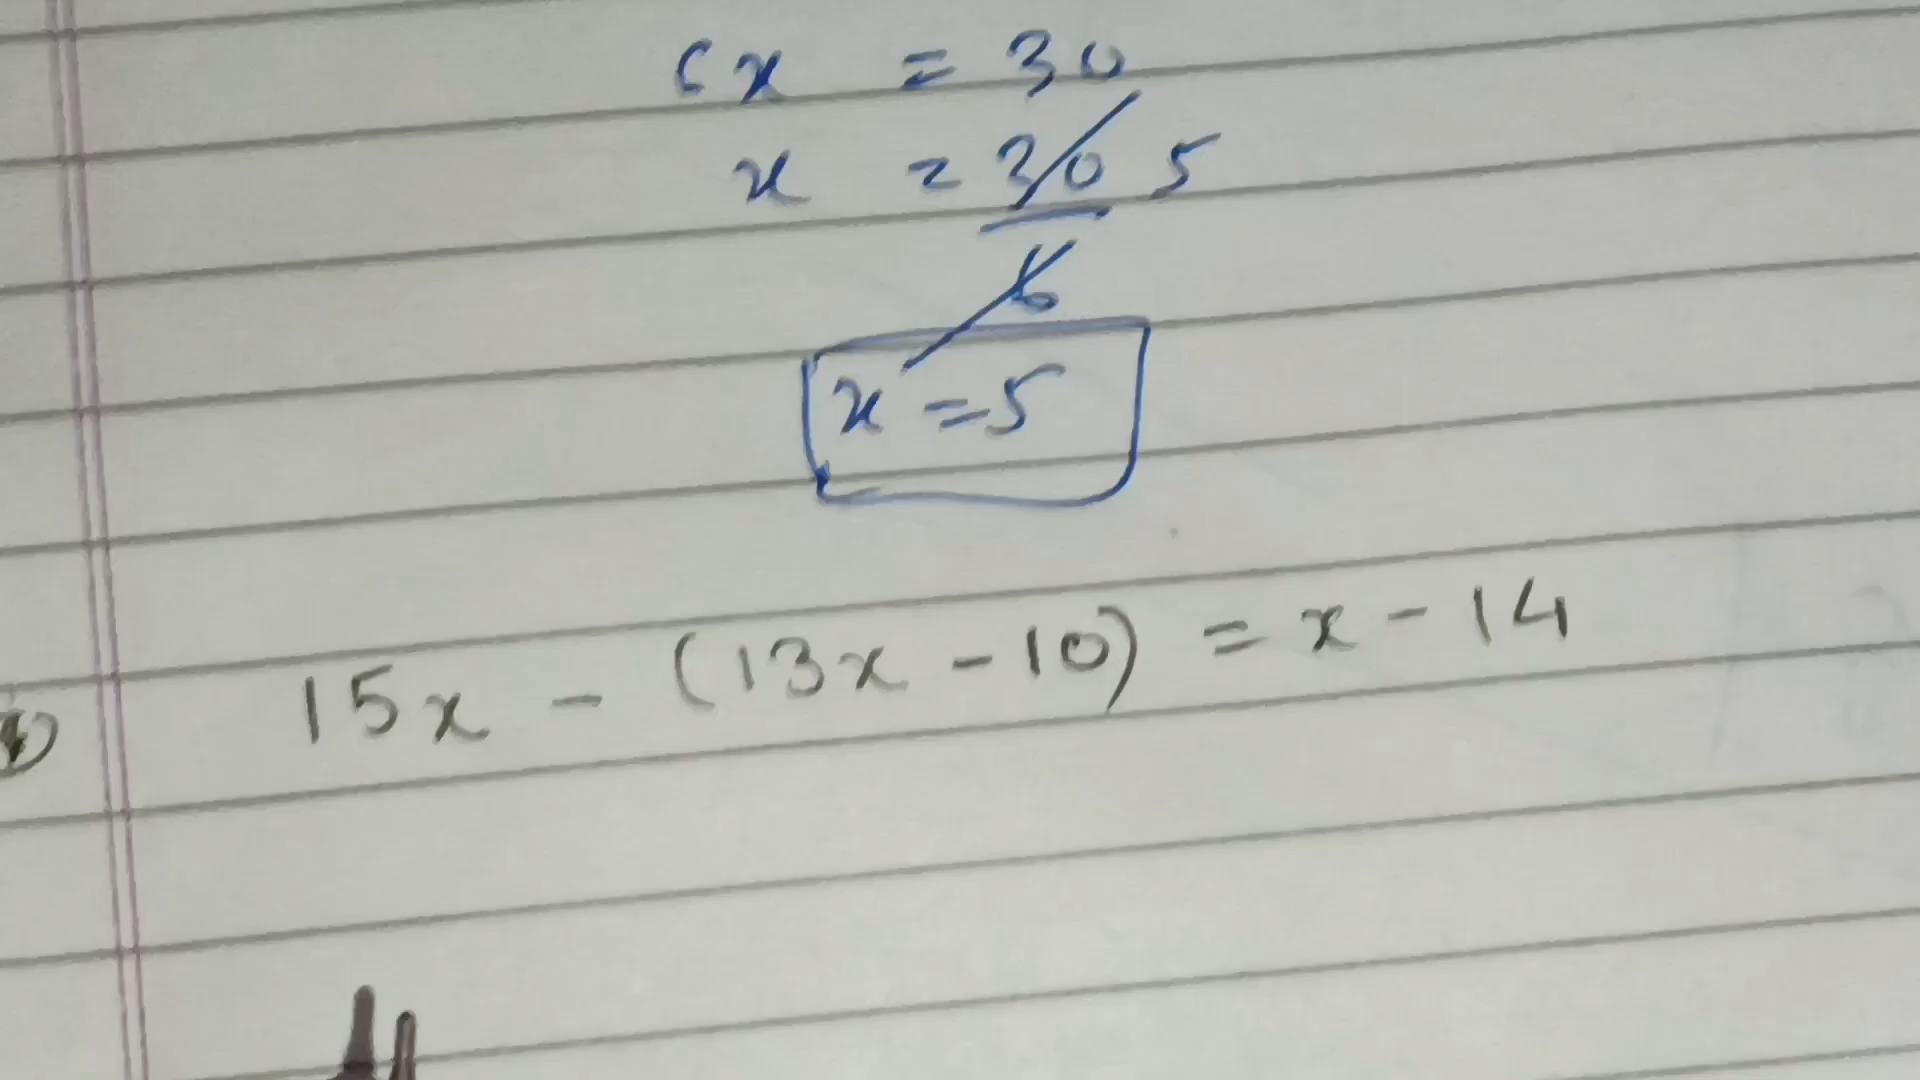 6x = 30
x = 30 5
6
x = 5
15x - (13x - 10) = x - 14